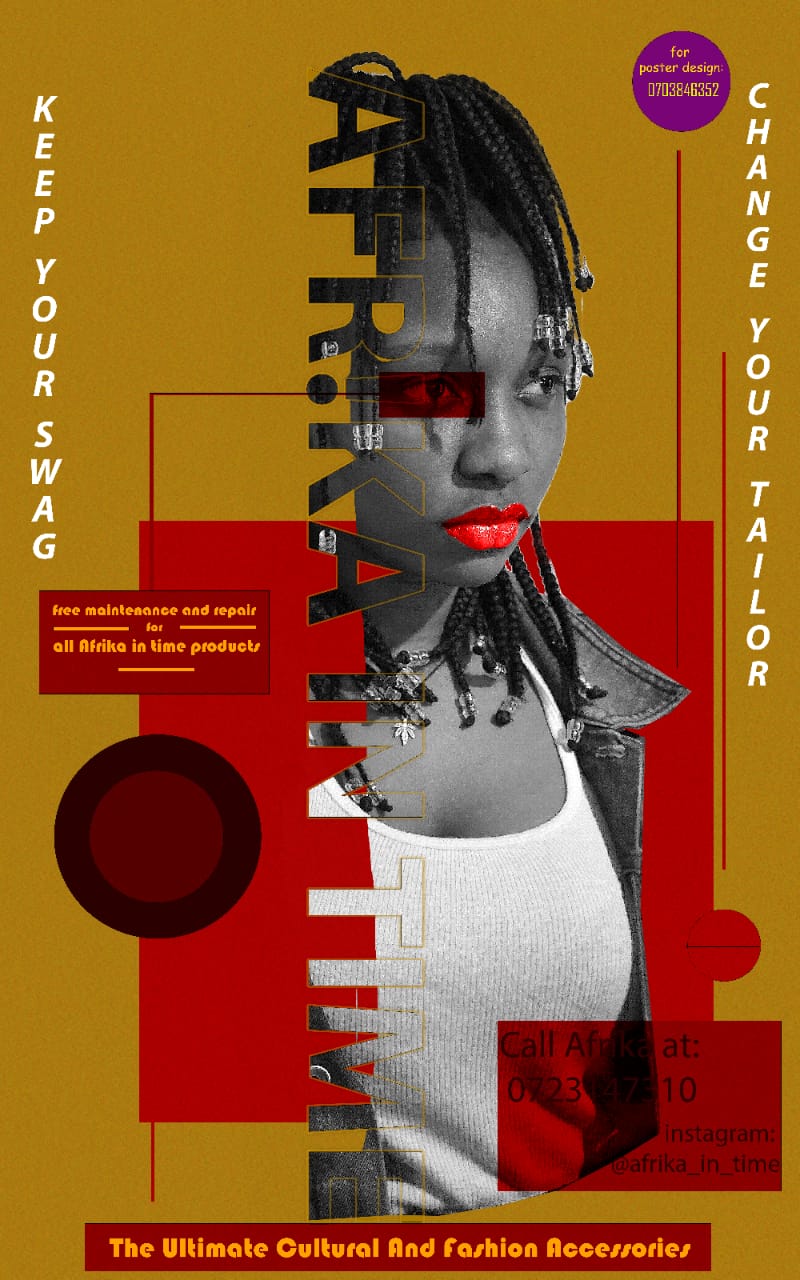 for
poster design:
0703846352
KEEP YOUR SWAG
CHANGE YOUR TAILOR
AFRIKA IN TIME
free maintenance and repair
for
all Afrika in time products
Call Afrika at:
instagram:
@afrika_in_time
The Ultimate Cultural And Fashion Accessories